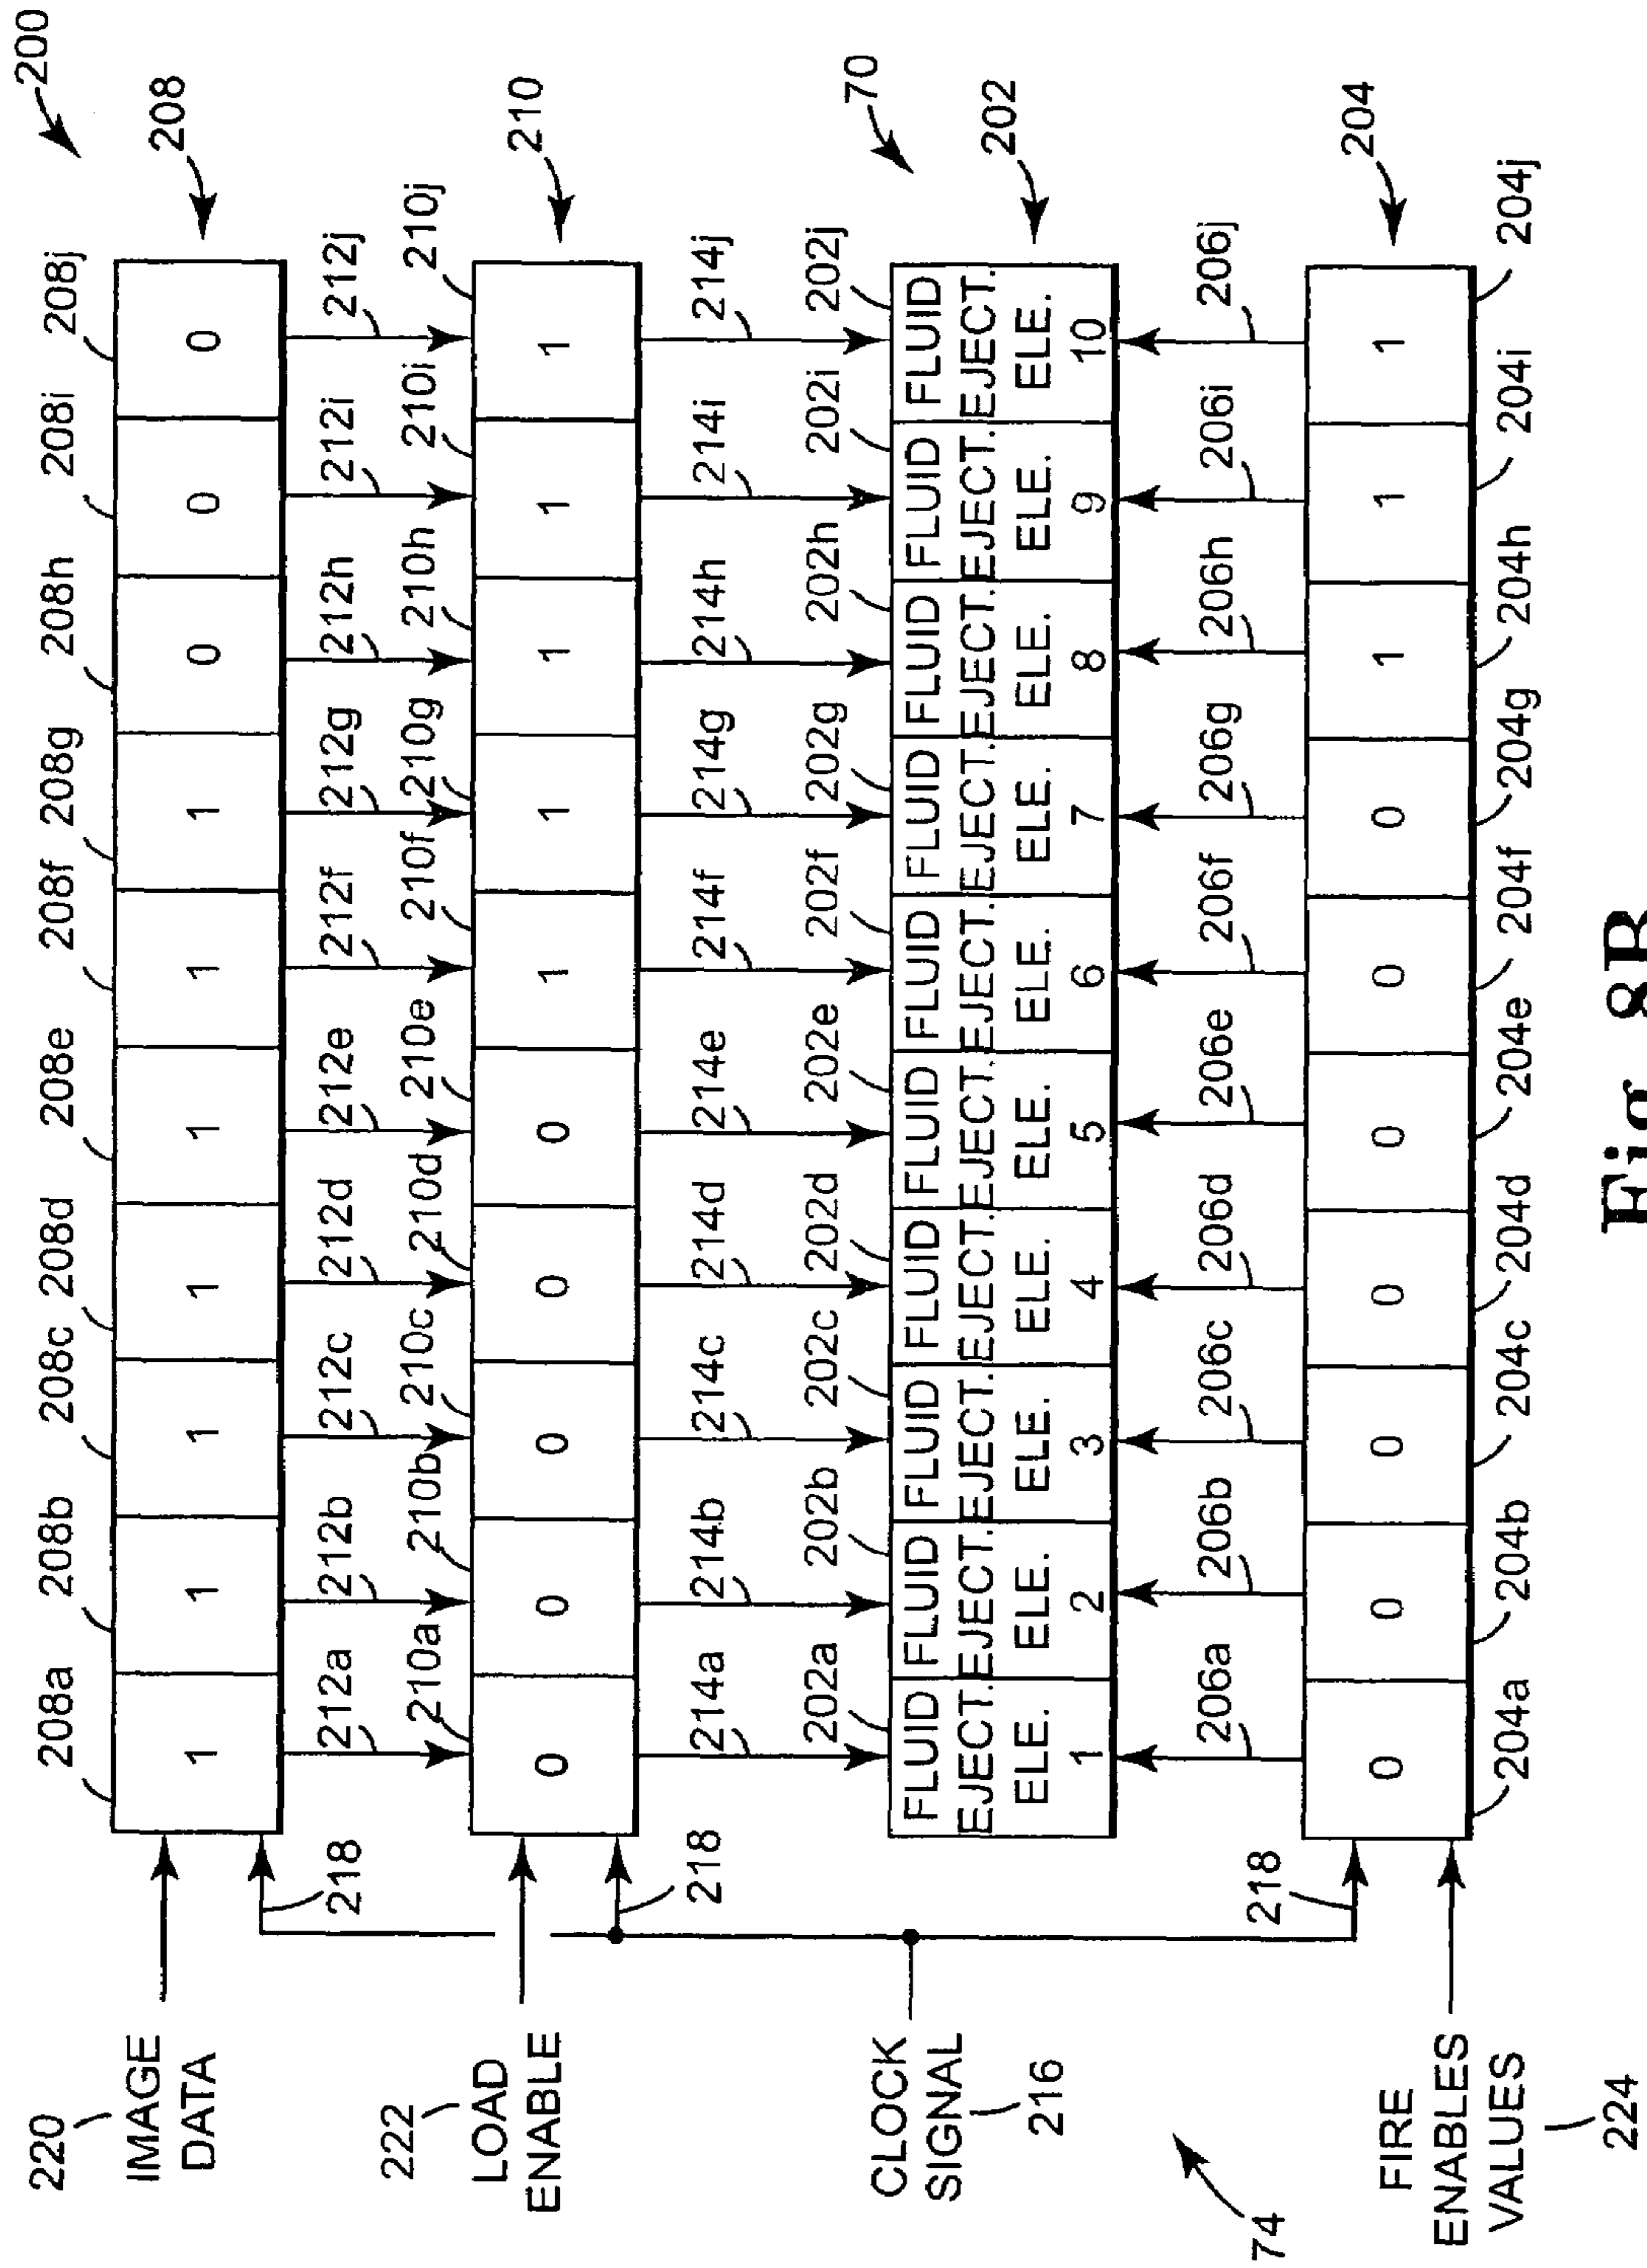 200
208a 208b 208c 208d 208e 208f 208g 208h 208i 208j
208
220
IMAGE
DATA
1 1 1 1 1 1 1 0 0 0
218
212a 212b 212c 212d 212e 212f 212g 212h 212i 212j
210a 210b 210c 210d 210e 210f 210g 210h 210i 210j
210
222
LOAD
ENABLE
0 0 0 0 0 1 1 1 1 1
218
214a 214b 214c 214d 214e 214f 214g 214h 214i 214j
70
202a 202b 202c 202d 202e 202f 202g 202h 202i 202j
202
CLOCK
SIGNAL
216
FLUID FLUID FLUID FLUID FLUID FLUID FLUID FLUID FLUID FLUID
EJECT. EJECT. EJECT. EJECT. EJECT. EJECT. EJECT. EJECT. EJECT. EJECT.
ELE. ELE. ELE. ELE. ELE. ELE. ELE. ELE. ELE. ELE.
1 2 3 4 5 6 7 8 9 10
74
218
206a 206b 206c 206d 206e 206f 206g 206h 206i 206j
204
FIRE
ENABLES
VALUES
224
0 0 0 0 0 0 0 1 1 1
204a 204b 204c 204d 204e 204f 204g 204h 204i 204j
Fig. 8B